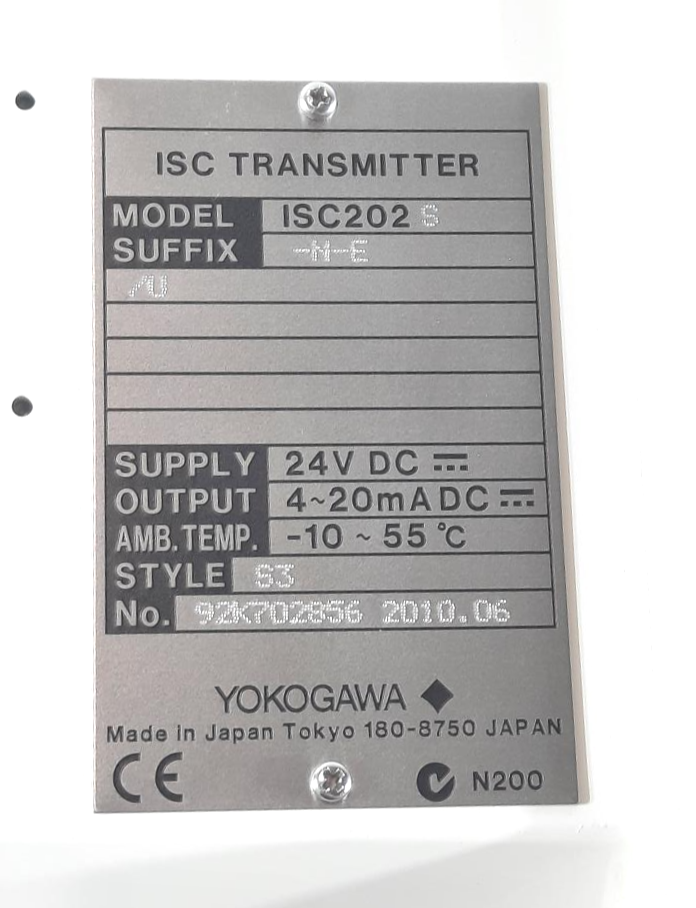 ISC TRANSMITTER
MODEL ISC202 S
SUFFIX -N-E
/U
SUPPLY 24V DC
OUTPUT 4~20mA DC
AMB.TEMP. -10 ~ 55 °C
STYLE S3
No. 92K702856 2010.06
YOKOGAWA
Made in Japan Tokyo 180-8750 JAPAN
CE N200